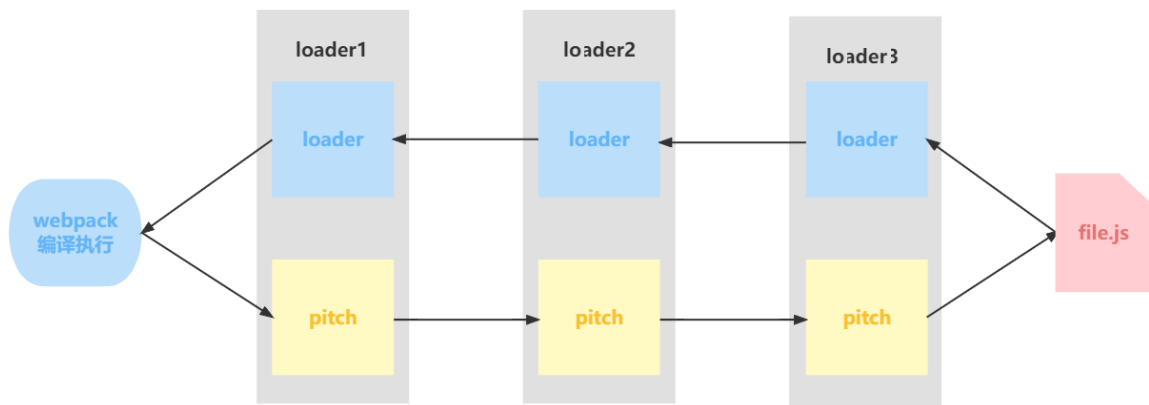 loader1
loader2
loader3
loader
loader
loader
webpack
编译执行
file.js
pitch
pitch
pitch